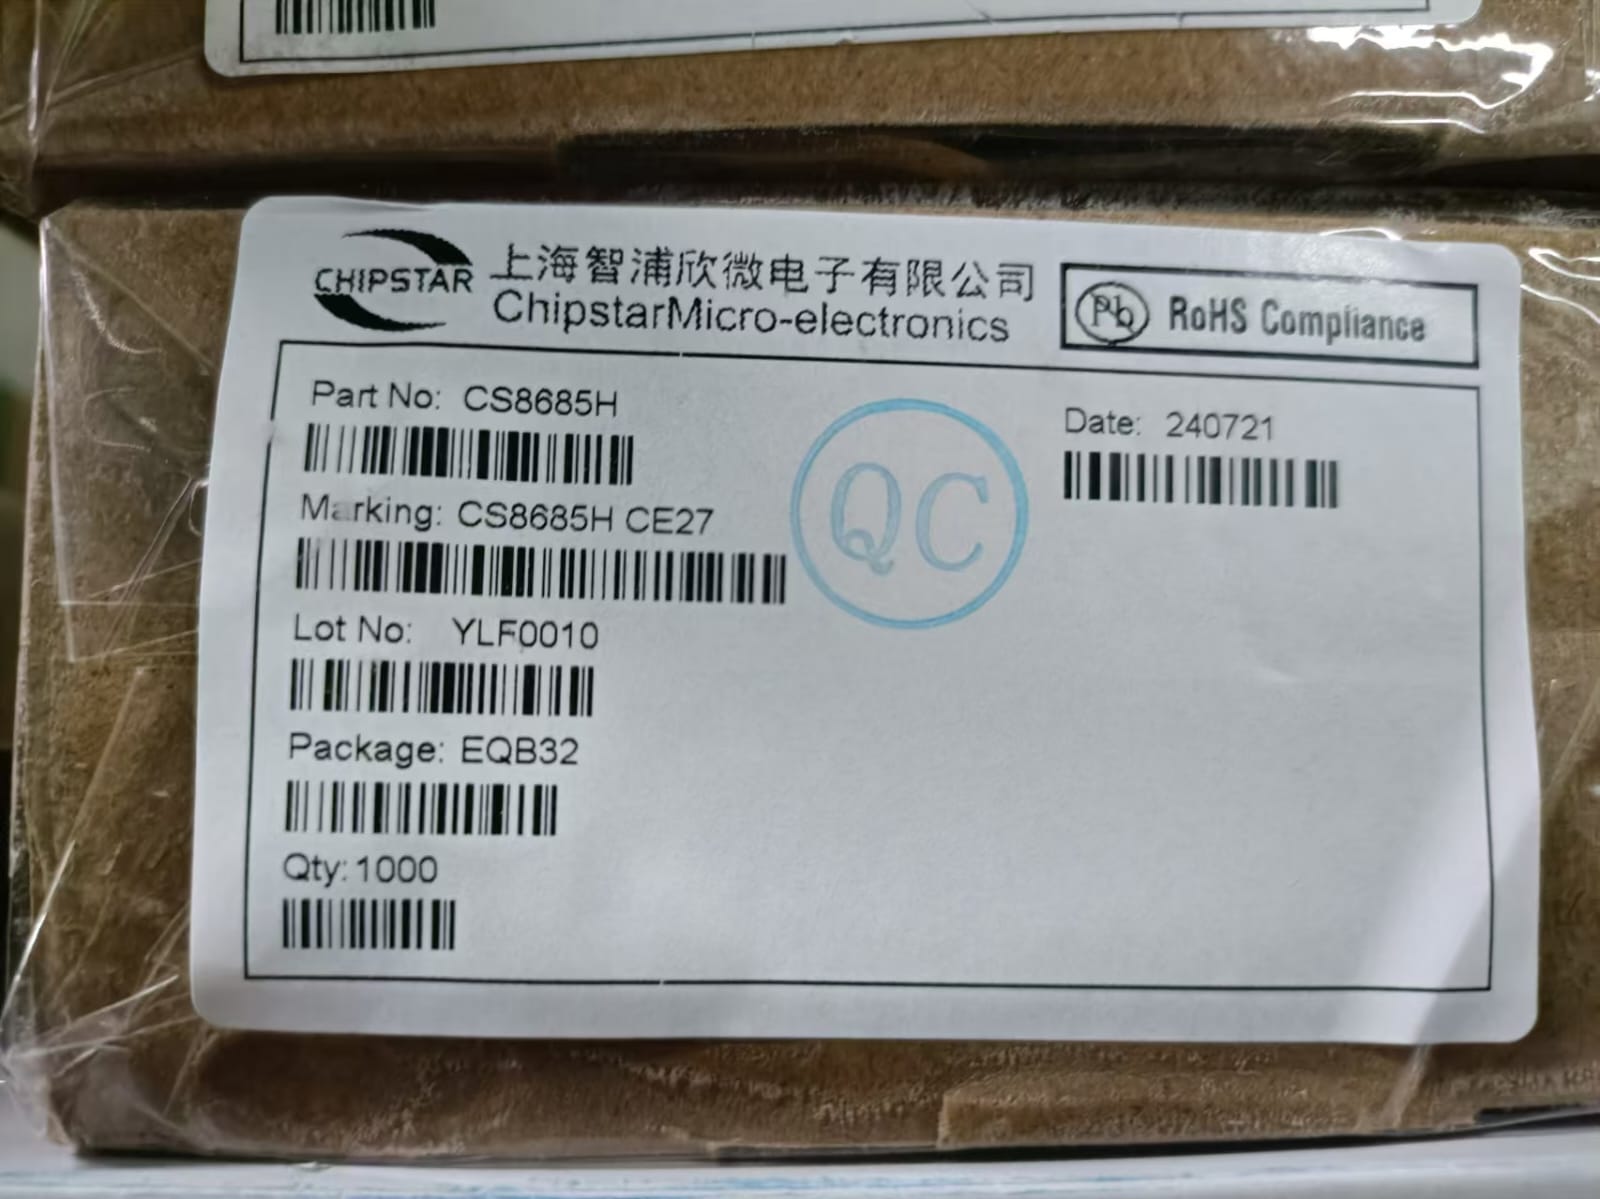 CHIPSTAR
上海智浦欣微电子有限公司
ChipstarMicro-electronics
Pb RoHS Compliance
Part No: CS8685H
Date: 240721
QC
Marking: CS8685H CE27
Lot No: YLF0010
Package: EQB32
Qty:1000